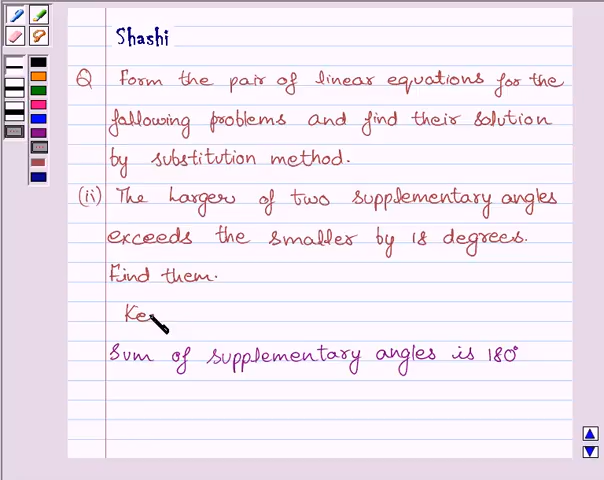 Shashi
Q Form the pair of linear equations for the
following problems and find their solution
by substitution method.
(ii) The larger of two supplementary angles
exceeds the smaller by 18 degrees.
Find them.
Ke
Sum of supplementary angles is 180°